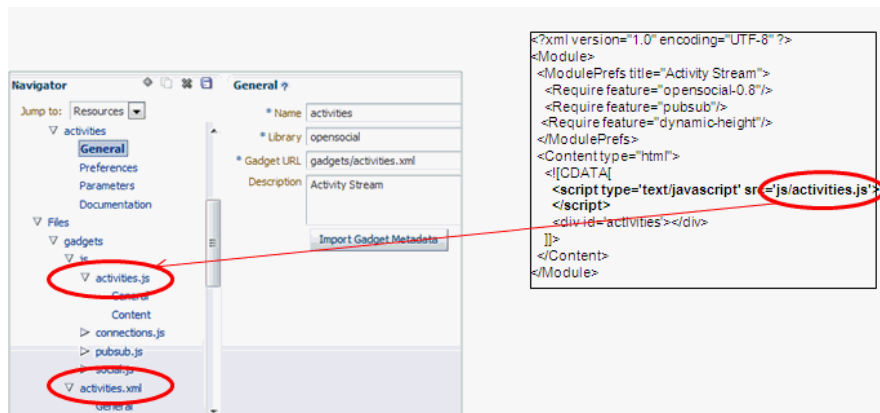 Navigator
Jump to: Resources
activities
General
Preferences
Parameters
Documentation
Files
gadgets
js
activities.js
General
Content
connections.js
pubsub.js
social.js
activities.xml
General
General ?
* Name activities
* Library opensocial
* Gadget URL gadgets/activities.xml
Description Activity Stream
Import Gadget Metadata
<?xml version="1.0" encoding="UTF-8" ?>
<Module>
<ModulePrefs title="Activity Stream">
<Require feature="opensocial-0.8"/>
<Require feature="pubsub"/>
<Require feature="dynamic-height"/>
</ModulePrefs>
<Content type="html">
<![CDATA[
<script type='text/javascript' src='js/activities.js'>
</script>
<div id='activities'></div>
]]>
</Content>
</Module>